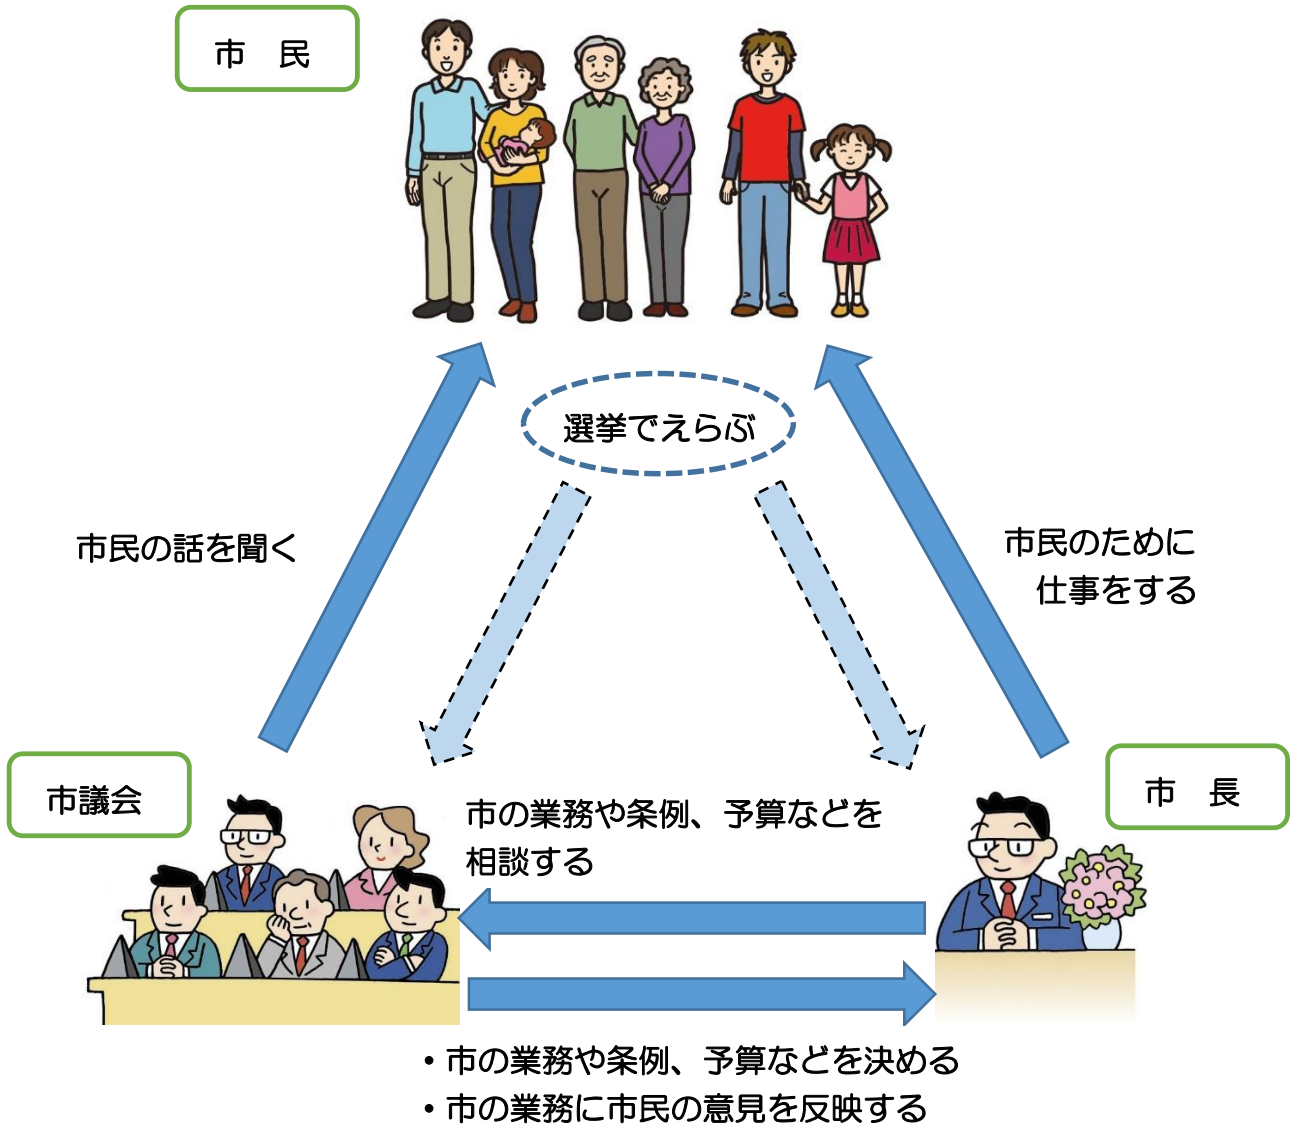 市　民
選挙でえらぶ
市民の話を聞く
市民のために
仕事をする
市議会
市　長
市の業務や条例、予算などを
相談する
・市の業務や条例、予算などを決める
・市の業務に市民の意見を反映する